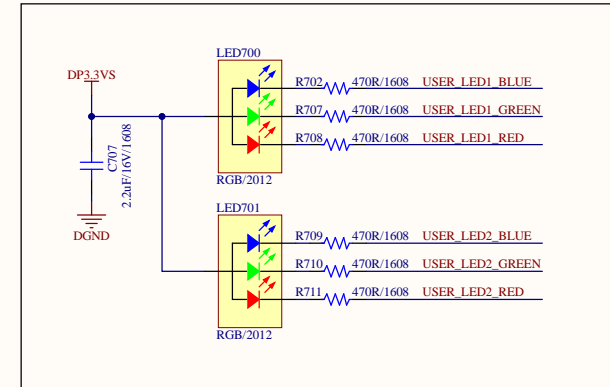 LED700
DP3.3VS
R702 470R/1608 USER_LED1_BLUE
R707 470R/1608 USER_LED1_GREEN
R708 470R/1608 USER_LED1_RED
C707
2.2uF/16V/1608
RGB/2012
LED701
DGND
R709 470R/1608 USER_LED2_BLUE
R710 470R/1608 USER_LED2_GREEN
R711 470R/1608 USER_LED2_RED
RGB/2012